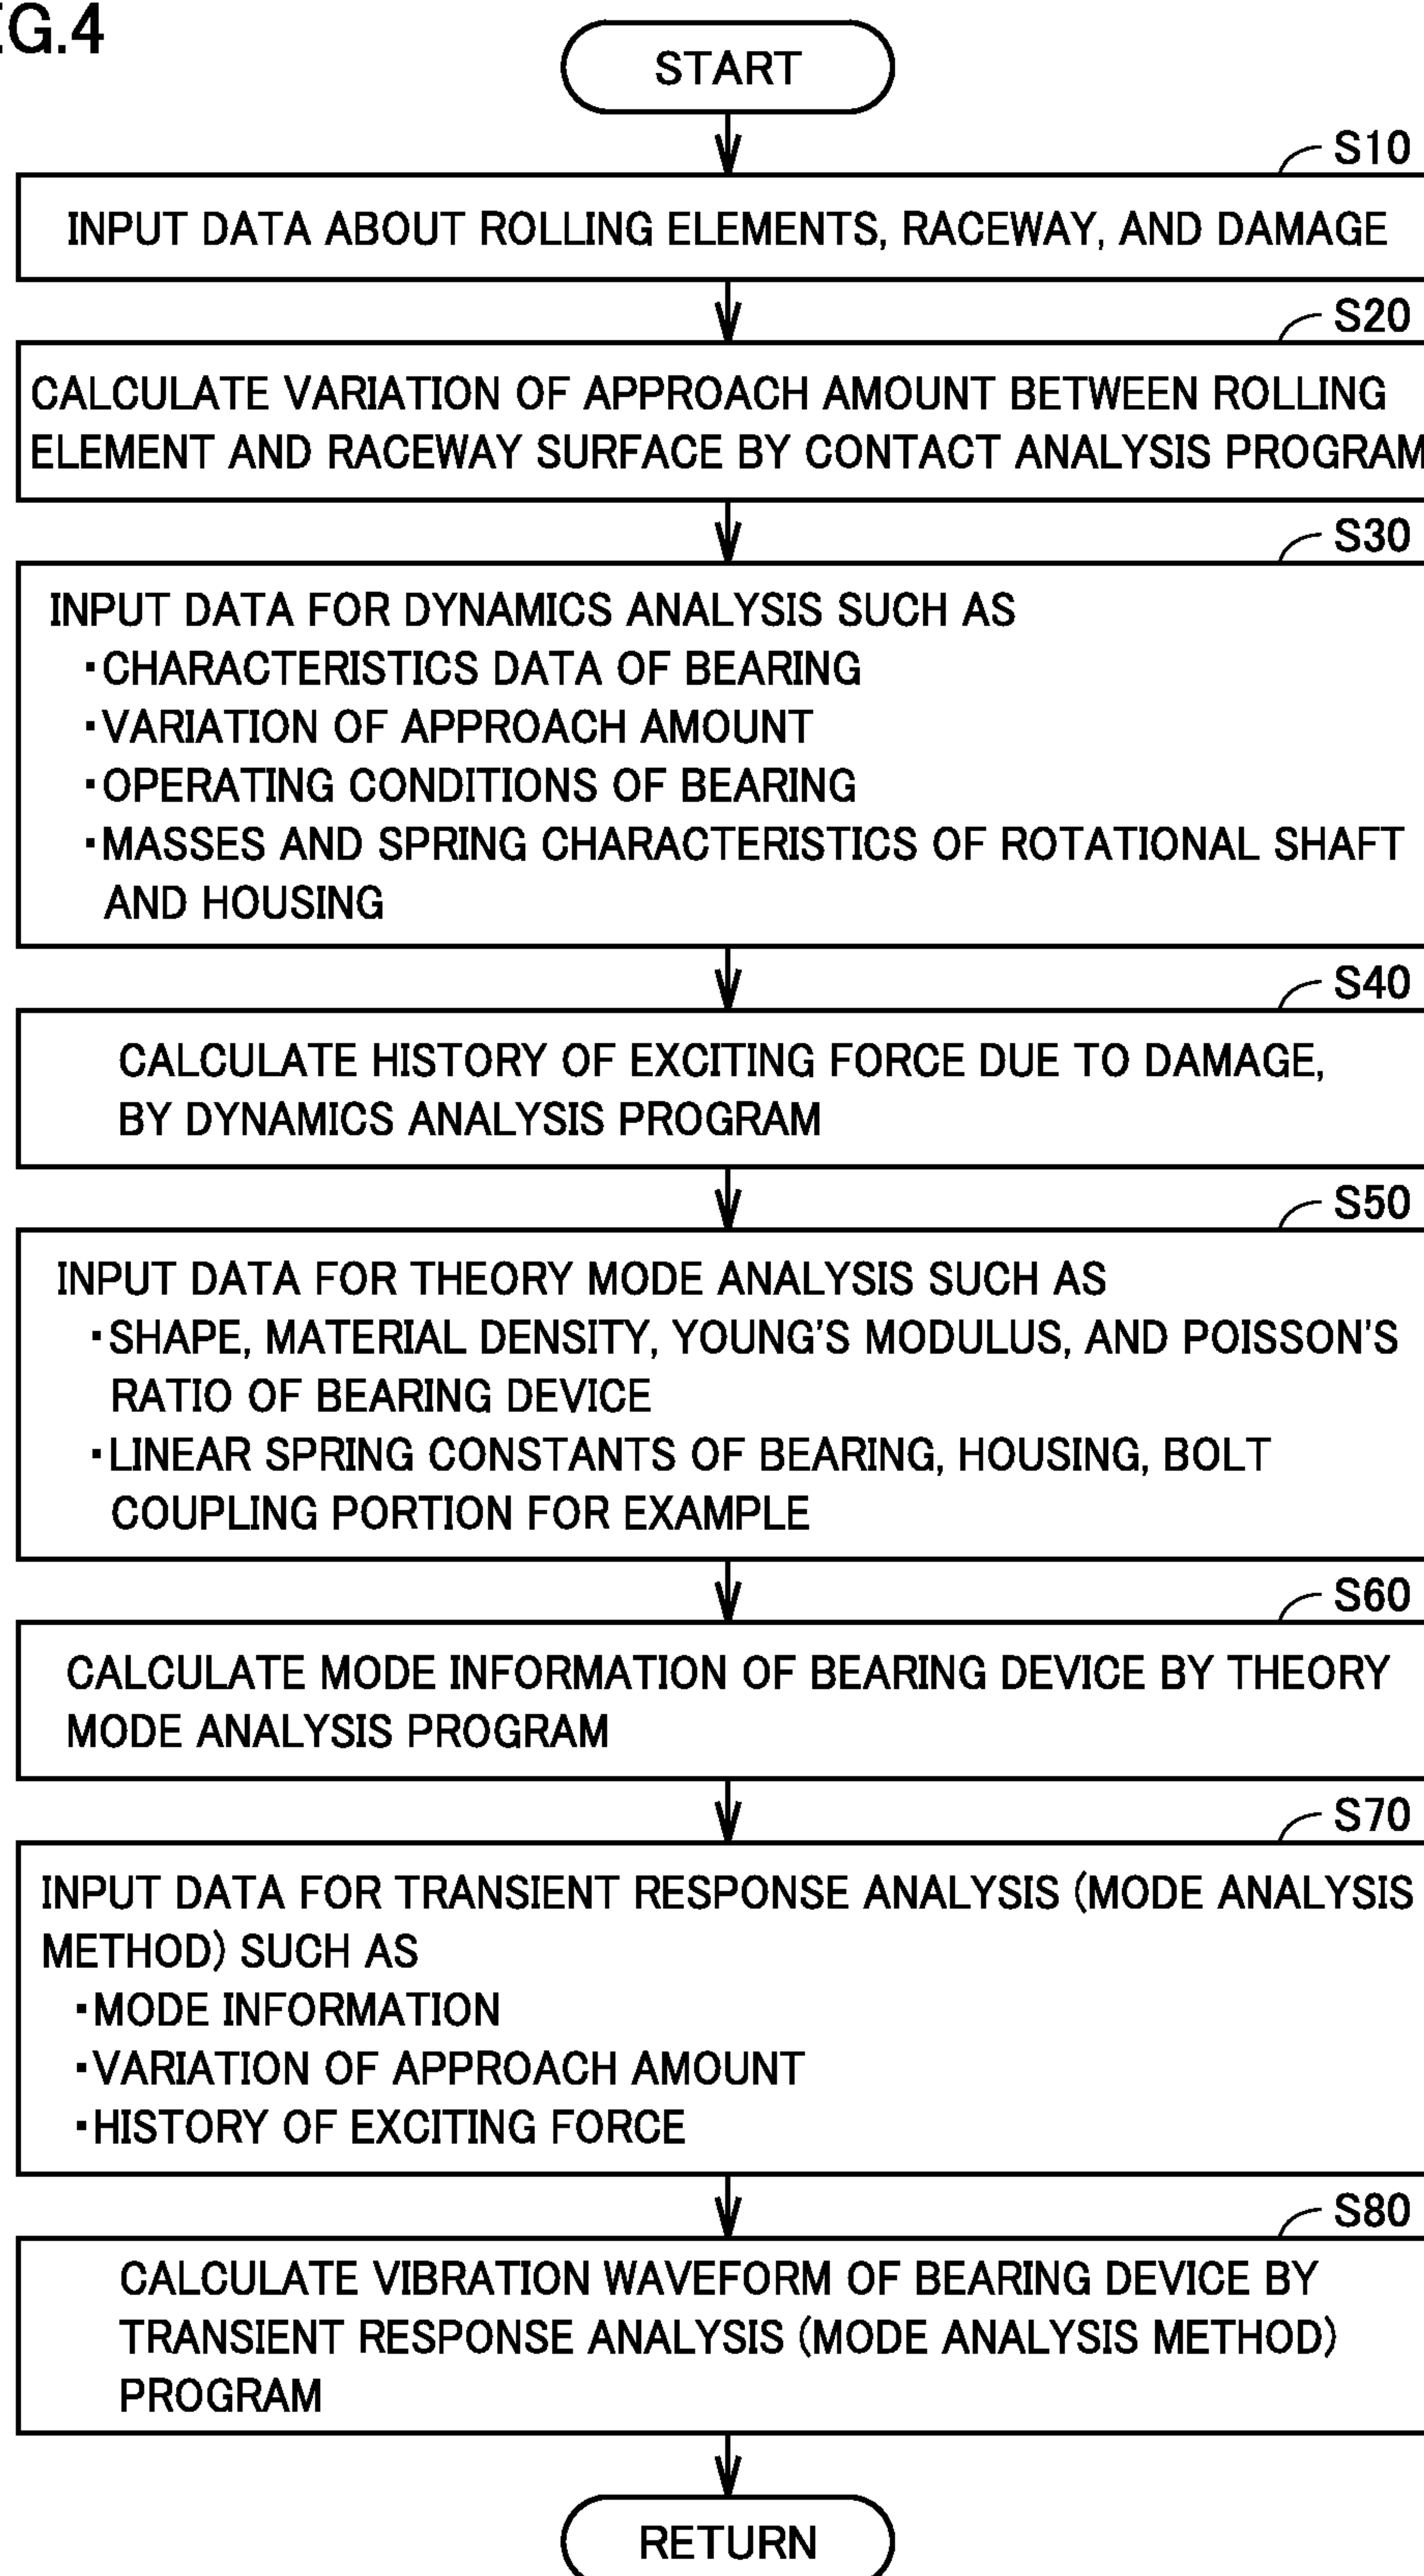 G.4
START
S10
INPUT DATA ABOUT ROLLING ELEMENTS, RACEWAY, AND DAMAGE
S20
CALCULATE VARIATION OF APPROACH AMOUNT BETWEEN ROLLING
ELEMENT AND RACEWAY SURFACE BY CONTACT ANALYSIS PROGRAM
S30
INPUT DATA FOR DYNAMICS ANALYSIS SUCH AS
・CHARACTERISTICS DATA OF BEARING
・VARIATION OF APPROACH AMOUNT
・OPERATING CONDITIONS OF BEARING
・MASSES AND SPRING CHARACTERISTICS OF ROTATIONAL SHAFT
AND HOUSING
S40
CALCULATE HISTORY OF EXCITING FORCE DUE TO DAMAGE,
BY DYNAMICS ANALYSIS PROGRAM
S50
INPUT DATA FOR THEORY MODE ANALYSIS SUCH AS
・SHAPE, MATERIAL DENSITY, YOUNG'S MODULUS, AND POISSON'S
RATIO OF BEARING DEVICE
・LINEAR SPRING CONSTANTS OF BEARING, HOUSING, BOLT
COUPLING PORTION FOR EXAMPLE
S60
CALCULATE MODE INFORMATION OF BEARING DEVICE BY THEORY
MODE ANALYSIS PROGRAM
S70
INPUT DATA FOR TRANSIENT RESPONSE ANALYSIS (MODE ANALYSIS
METHOD) SUCH AS
・MODE INFORMATION
・VARIATION OF APPROACH AMOUNT
・HISTORY OF EXCITING FORCE
S80
CALCULATE VIBRATION WAVEFORM OF BEARING DEVICE BY
TRANSIENT RESPONSE ANALYSIS (MODE ANALYSIS METHOD)
PROGRAM
RETURN